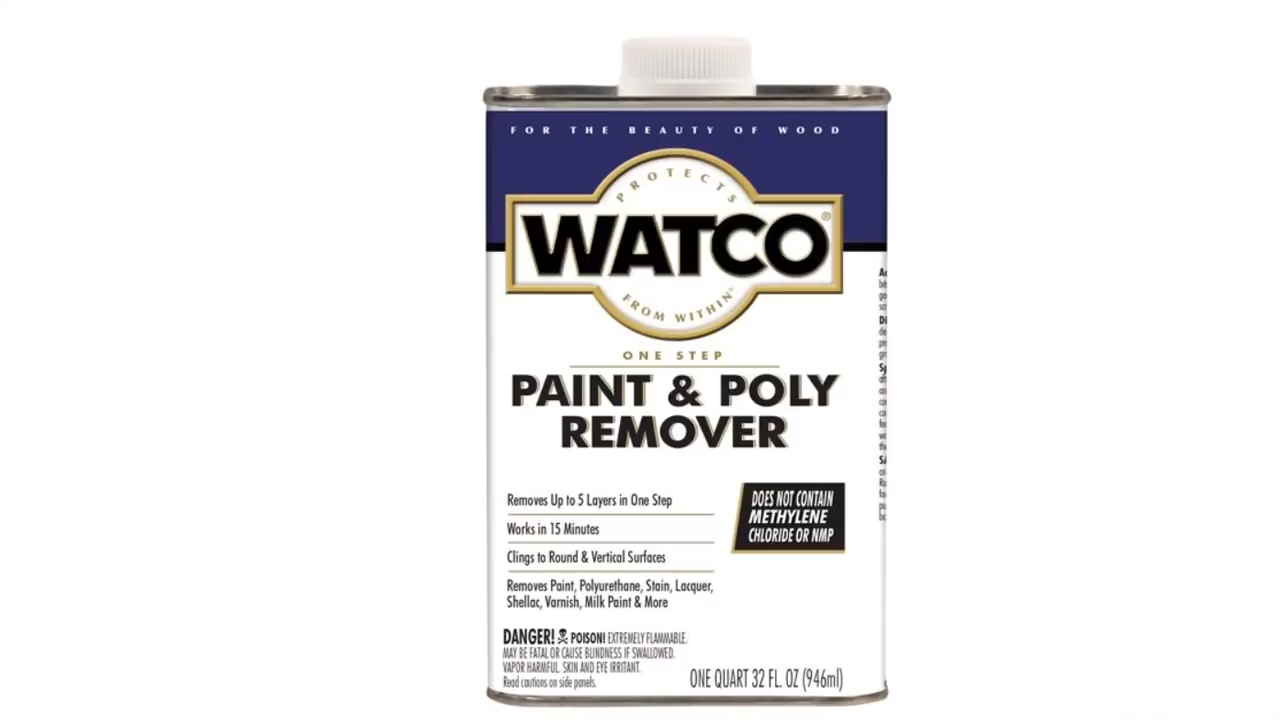 FOR THE BEAUTY OF WOOD
PROTECTS
WATCO®
FROM WITHIN™
ONE STEP
PAINT & POLY
REMOVER
Removes Up to 5 Layers in One Step
Works in 15 Minutes
Clings to Round & Vertical Surfaces
Removes Paint, Polyurethane, Stain, Lacquer,
Shellac, Varnish, Milk Paint & More
DOES NOT CONTAIN
METHYLENE
CHLORIDE OR NMP
DANGER! POISON! EXTREMELY FLAMMABLE.
MAY BE FATAL OR CAUSE BLINDNESS IF SWALLOWED.
VAPOR HARMFUL. SKIN AND EYE IRRITANT.
Read cautions on side panels.
ONE QUART 32 FL. OZ (946ml)